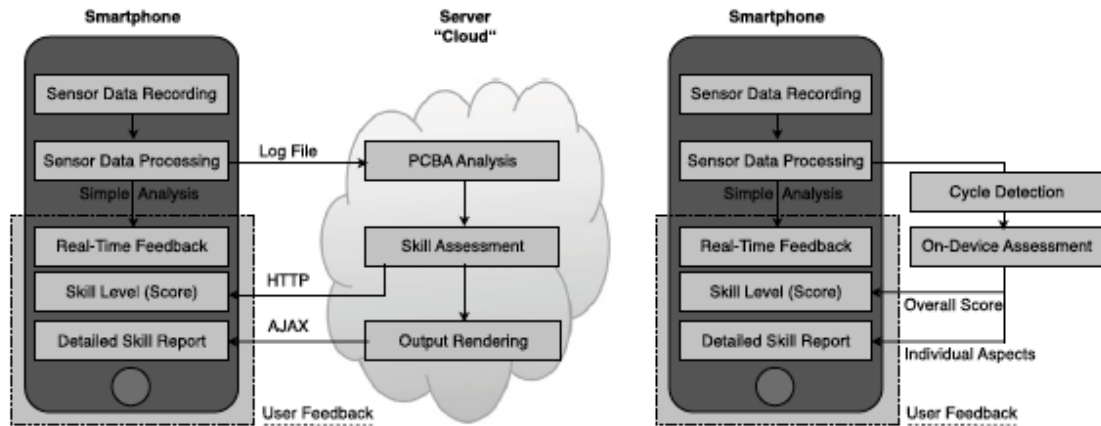 Smartphone
Sensor Data Recording
Sensor Data Processing
Simple Analysis
Real-Time Feedback
Skill Level (Score)
Detailed Skill Report
User Feedback
Log File
HTTP
AJAX
Server
"Cloud"
PCBA Analysis
Skill Assessment
Output Rendering
Smartphone
Sensor Data Recording
Sensor Data Processing
Simple Analysis
Real-Time Feedback
Skill Level (Score)
Detailed Skill Report
Cycle Detection
On-Device Assessment
Overall Score
Individual Aspects
User Feedback